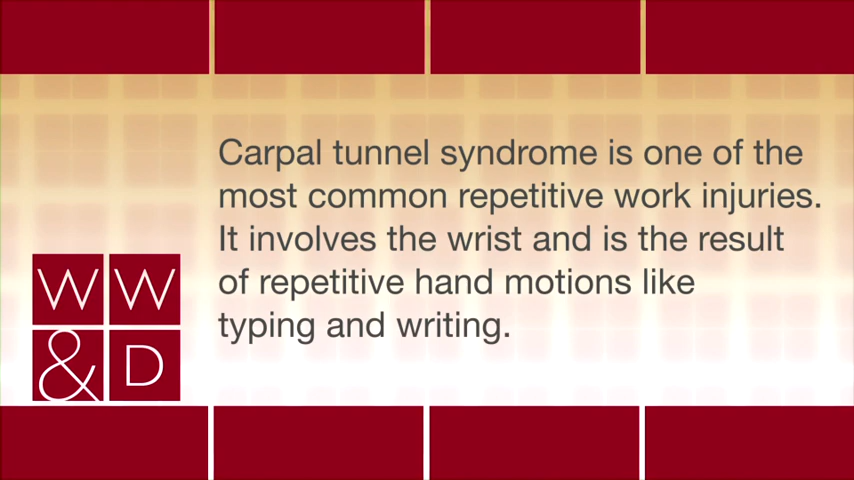 Carpal tunnel syndrome is one of the
most common repetitive work injuries.
It involves the wrist and is the result
of repetitive hand motions like
typing and writing.
W W
& D